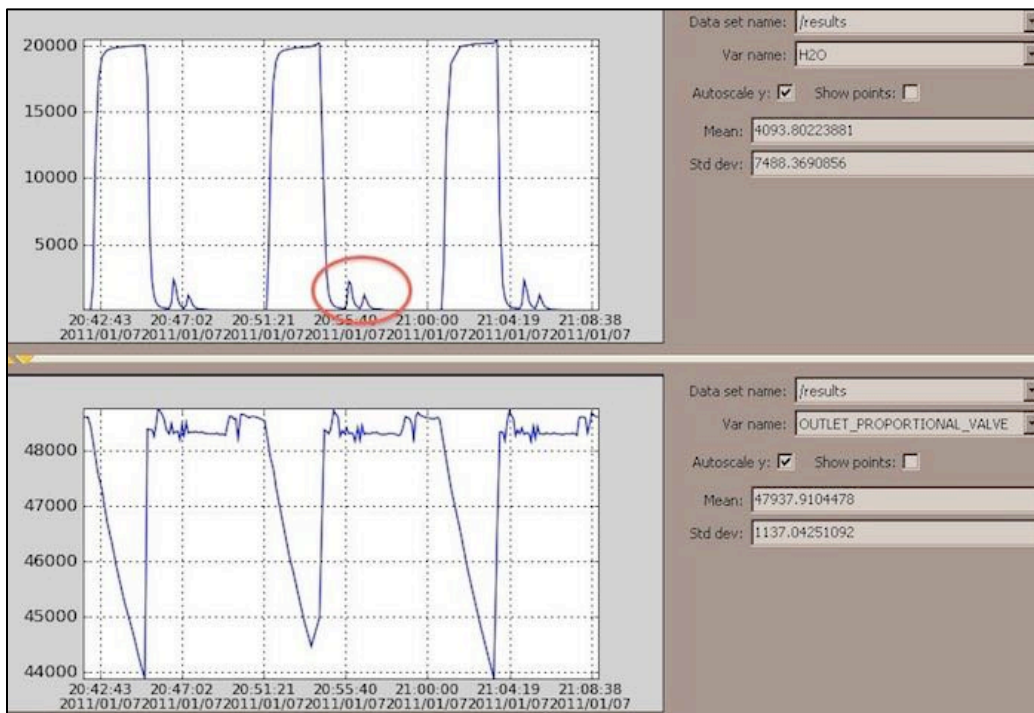 20000
15000
10000
5000
20:42:43 20:47:02 20:51:21 20:55:40 21:00:00 21:04:19 21:08:38
2011/01/07 2011/01/07 2011/01/07 2011/01/07 2011/01/07 2011/01/07 2011/01/07
Data set name: /results
Var name: H2O
Autoscale y: Show points:
Mean: 4093.80223881
Std dev: 7488.3690856
48000
47000
46000
45000
44000
20:42:43 20:47:02 20:51:21 20:55:40 21:00:00 21:04:19 21:08:38
2011/01/07 2011/01/07 2011/01/07 2011/01/07 2011/01/07 2011/01/07 2011/01/07
Data set name: /results
Var name: OUTLET_PROPORTIONAL_VALVE
Autoscale y: Show points:
Mean: 47937.9104478
Std dev: 1137.04251092